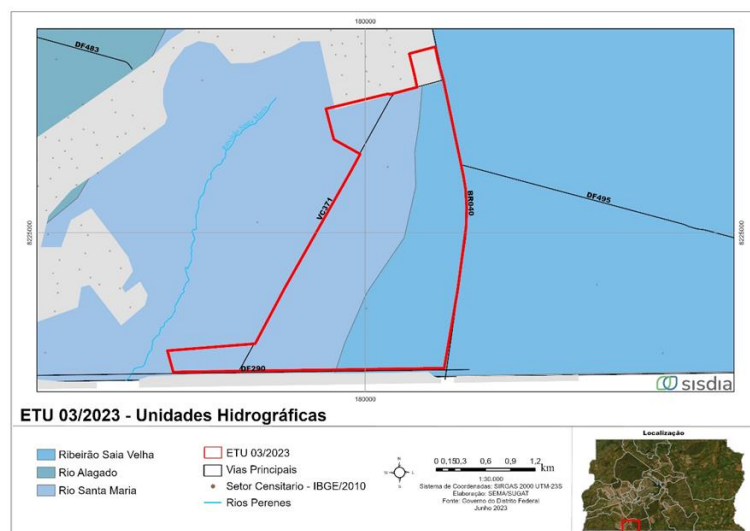 180000
DF483
VC371
BR040
DF495
8225000
8225000
DF290
sisdia
180000
ETU 03/2023 - Unidades Hidrográficas
Ribeirão Saia Velha
Rio Alagado
Rio Santa Maria
ETU 03/2023
Vias Principais
Setor Censitario - IBGE/2010
Rios Perenes
0 0,15 0,3 0,6 0,9 1,2 km
1:30.000
Sistema de Coordenadas: SIRGAS 2000 UTM-23S
Elaboração: SEMA/SUGAT
Fonte: Governo do Distrito Federal
Junho 2023
Localização